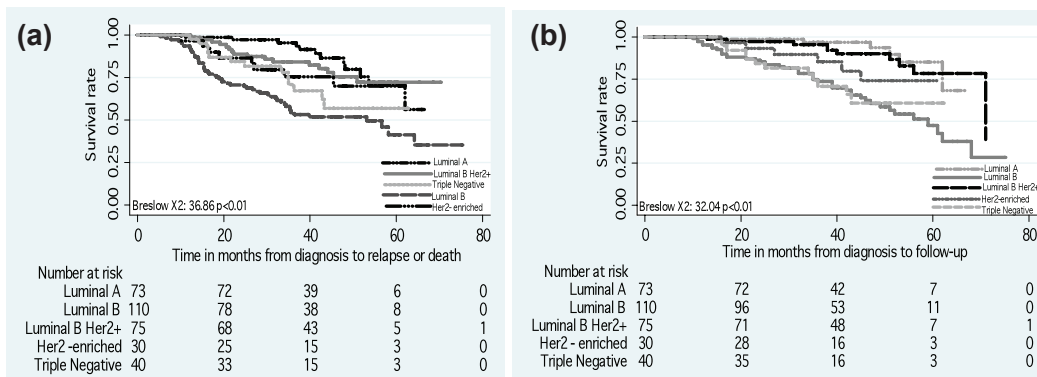 (a)
Survival rate
1.00
0.75
0.50
0.25
0.00
Luminal A
Luminal B Her2+
Triple Negative
Luminal B
Her2- enriched
Breslow X2: 36.86 p<0.01
0 20 40 60 80
Time in months from diagnosis to relapse or death
Number at risk
Luminal A 73 72 39 6 0
Luminal B 110 78 38 8 0
Luminal B Her2+ 75 68 43 5 1
Her2 -enriched 30 25 15 3 0
Triple Negative 40 33 15 3 0
(b)
Survival rate
1.00
0.75
0.50
0.25
0.00
Luminal A
Luminal B
Luminal B Her2+
Her2-enriched
Triple Negative
Breslow X2: 32.04 p<0.01
0 20 40 60 80
Time in months from diagnosis to follow-up
Number at risk
Luminal A 73 72 42 7 0
Luminal B 110 96 53 11 0
Luminal B Her2+ 75 71 48 7 1
Her2 - enriched 30 28 16 3 0
Triple Negative 40 35 16 3 0